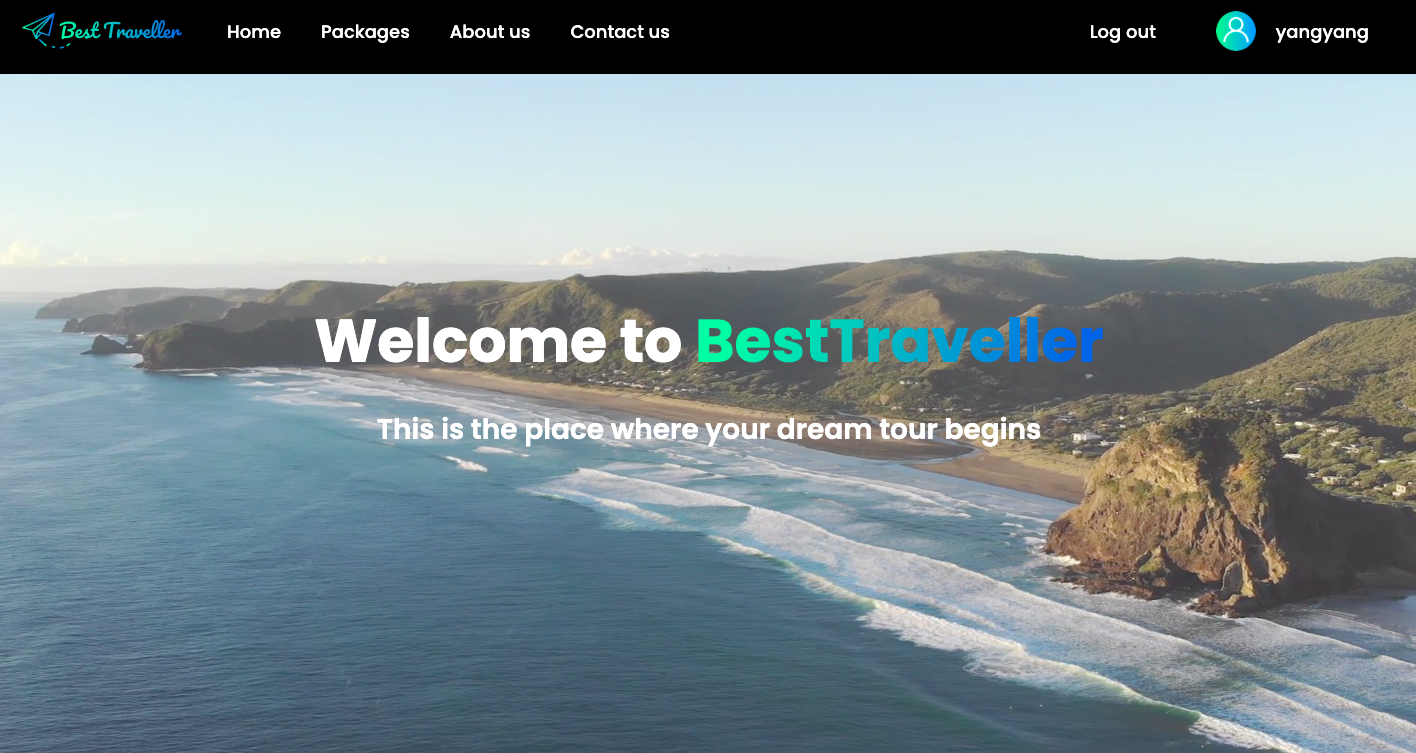 Best Traveller Home Packages About us Contact us Log out yangyang
Welcome to BestTraveller
This is the place where your dream tour begins